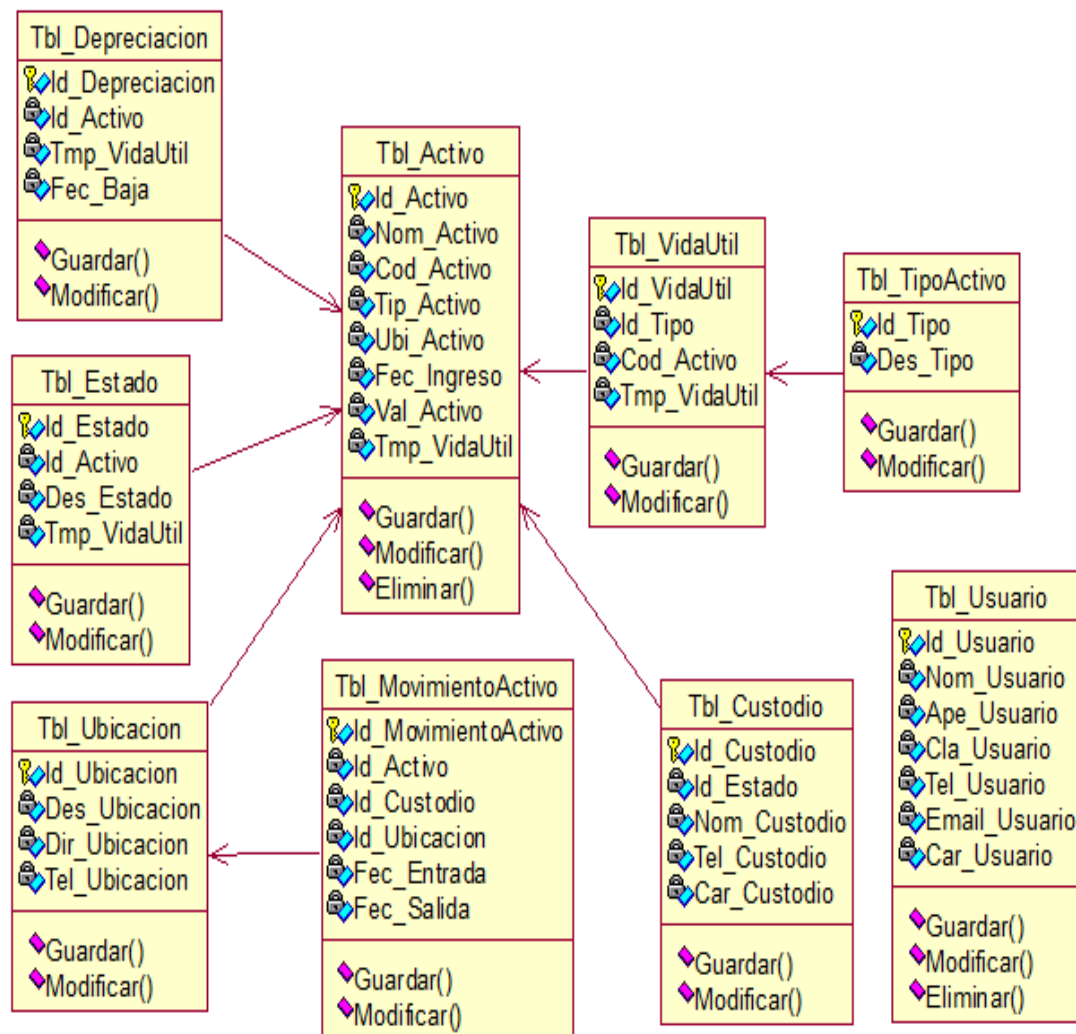 Tbl_Depreciacion
Id_Depreciacion
Id_Activo
Tmp_VidaUtil
Fec_Baja
Guardar()
Modificar()
Tbl_Activo
Id_Activo
Nom_Activo
Cod_Activo
Tip_Activo
Ubi_Activo
Fec_Ingreso
Val_Activo
Tmp_VidaUtil
Guardar()
Modificar()
Eliminar()
Tbl_VidaUtil
Id_VidaUtil
Id_Tipo
Cod_Activo
Tmp_VidaUtil
Guardar()
Modificar()
Tbl_TipoActivo
Id_Tipo
Des_Tipo
Guardar()
Modificar()
Tbl_Estado
Id_Estado
Id_Activo
Des_Estado
Tmp_VidaUtil
Guardar()
Modificar()
Tbl_Ubicacion
Id_Ubicacion
Des_Ubicacion
Dir_Ubicacion
Tel_Ubicacion
Guardar()
Modificar()
Tbl_MovimientoActivo
Id_MovimientoActivo
Id_Activo
Id_Custodio
Id_Ubicacion
Fec_Entrada
Fec_Salida
Guardar()
Modificar()
Tbl_Custodio
Id_Custodio
Id_Estado
Nom_Custodio
Tel_Custodio
Car_Custodio
Guardar()
Modificar()
Tbl_Usuario
Id_Usuario
Nom_Usuario
Ape_Usuario
Cla_Usuario
Tel_Usuario
Email_Usuario
Car_Usuario
Guardar()
Modificar()
Eliminar()